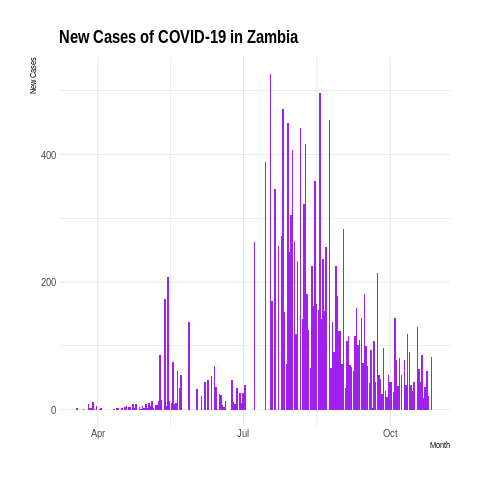 New Cases of COVID-19 in Zambia
New Cases
400
200
0
Apr
Jul
Oct
Month